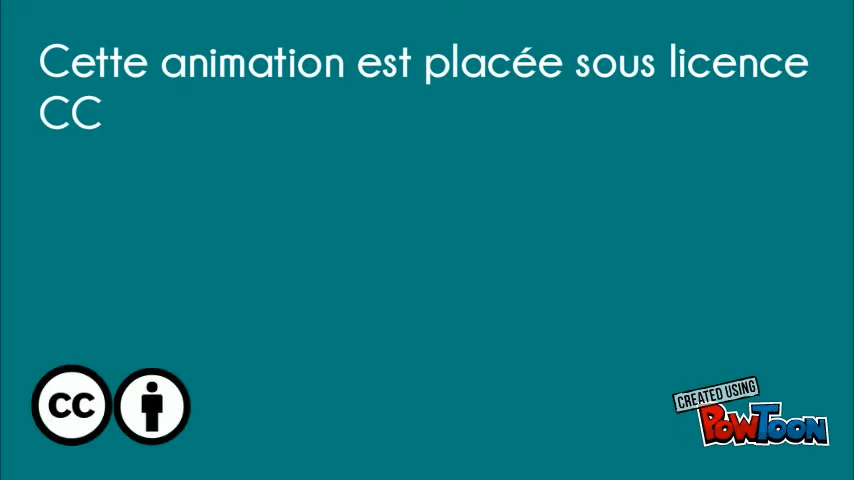 Cette animation est placée sous licence
CC
cc
CREATED USING
POWTOON